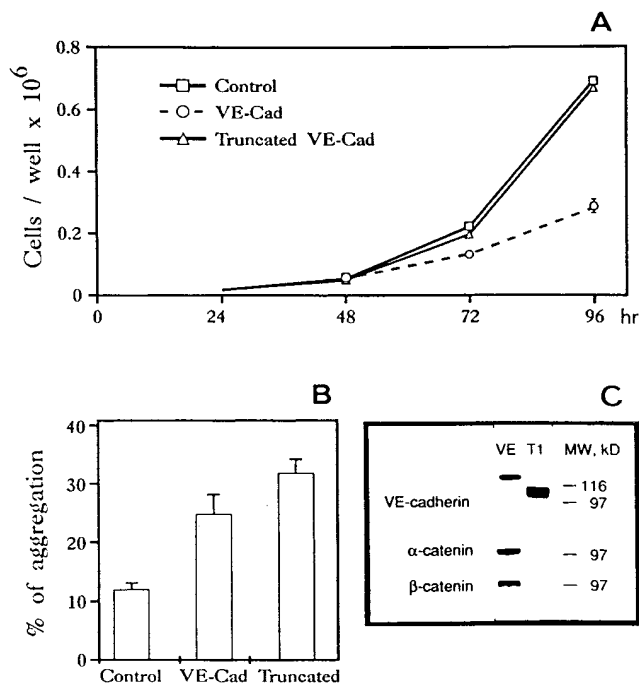 A
Cells / well x 10⁶
0.8
0.6
0.4
0.2
0
Control
VE-Cad
Truncated VE-Cad
0 24 48 72 96 hr
B
% of aggregation
40
30
20
10
0
Control VE-Cad Truncated
C
VE T1 MW, kD
116
VE-cadherin 97
α-catenin 97
β-catenin 97